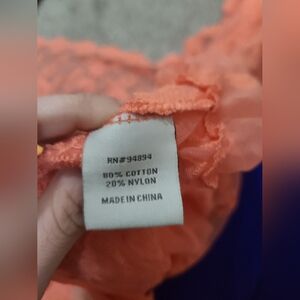 RN#94894
80% COTTON
20% NYLON
MADE IN CHINA